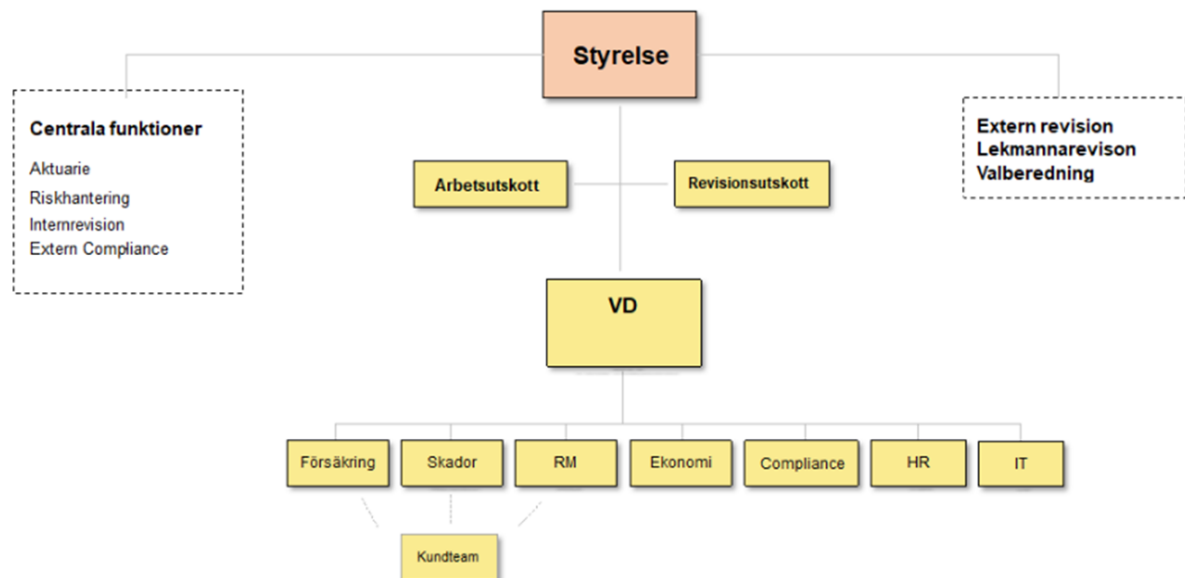 Styrelse
Centrala funktioner
Aktuarie
Riskhantering
Internrevision
Extern Compliance
Extern revision
Lekmannarevison
Valberedning
Arbetsutskott
Revisionsutskott
VD
Försäkring
Skador
RM
Ekonomi
Compliance
HR
IT
Kundteam